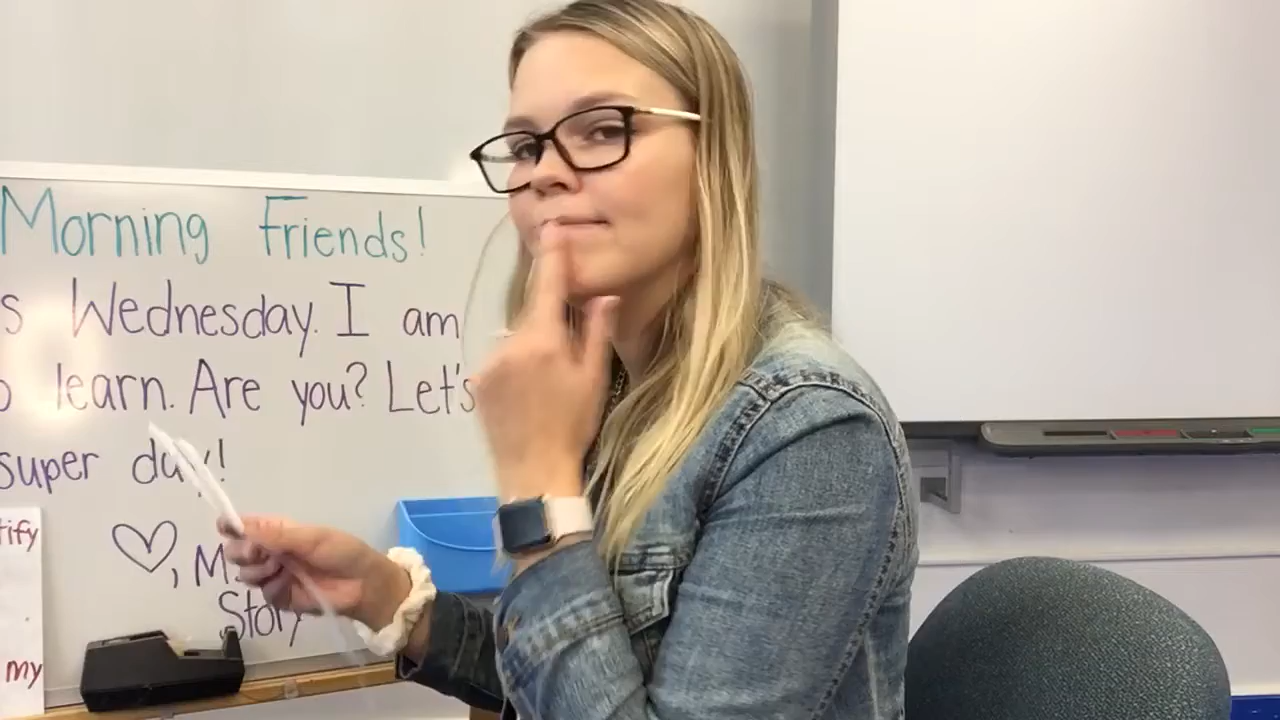 Morning Friends!
s Wednesday. I am
o learn. Are you? Let's
super day!
tify
♡, M
Story
my